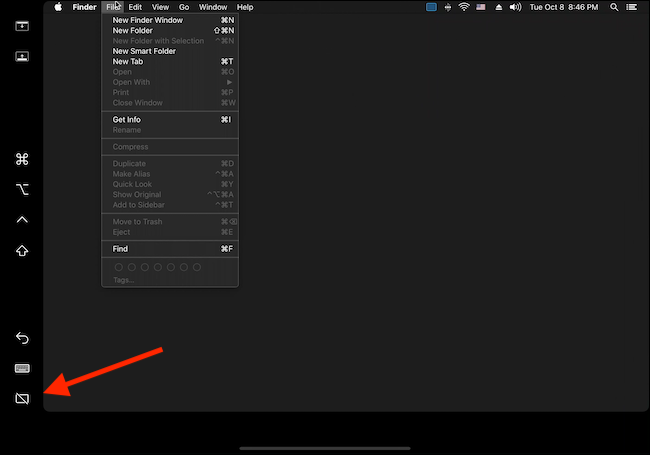 Finder File Edit View Go Window Help Tue Oct 8 8:46 PM
New Finder Window ⌘N
New Folder ⇧⌘N
New Folder with Selection ^⌘N
New Smart Folder
New Tab ⌘T
Open ⌘O
Open With ▶
Print ⌘P
Close Window ⌘W
Get Info ⌘I
Rename
Compress
Duplicate ⌘D
Make Alias ^⌘A
Quick Look ⌘Y
Show Original ^⌥⌘A
Add to Sidebar ^⌘T
Move to Trash ⌘⌫
Eject ⌘E
Find ⌘F
Tags...